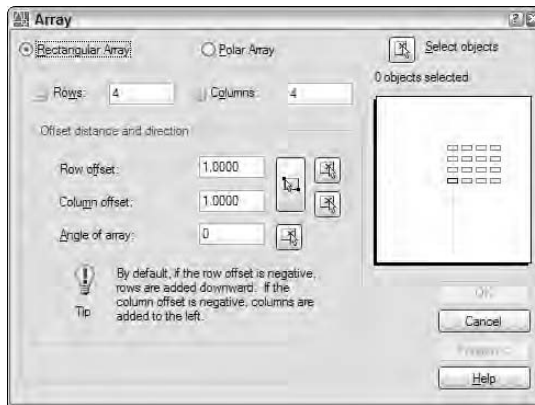 Array
Rectangular Array
Polar Array
Select objects
0 objects selected
Rows: 4
Columns: 4
Offset distance and direction
Row offset: 1.0000
Column offset: 1.0000
Angle of array: 0
Tip
By default, if the row offset is negative,
rows are added downward. If the
column offset is negative, columns are
added to the left.
OK
Cancel
Help